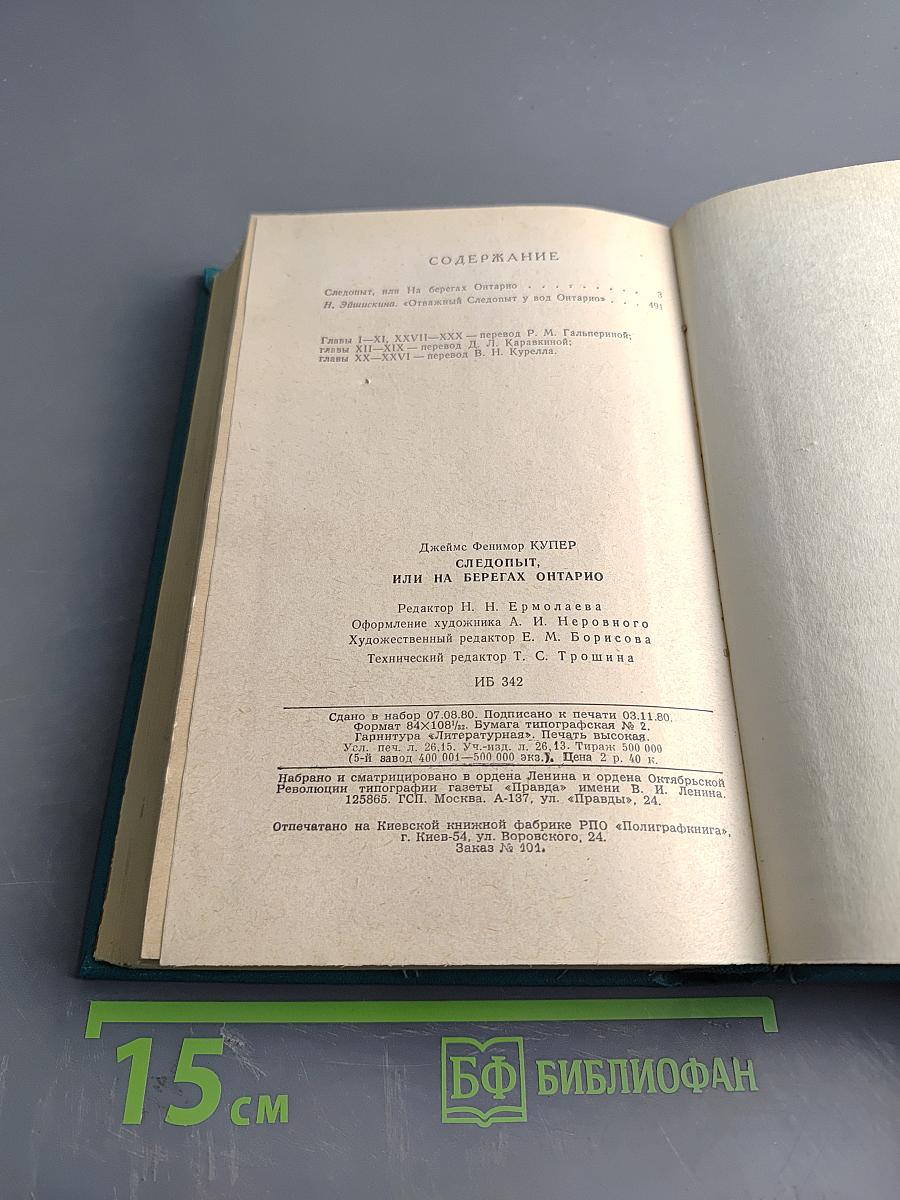 СОДЕРЖАНИЕ
Следопыт, или На берегах Онтарио . . . . . . . . . 3
Н. Эйшискина. «Отважный Следопыт у вод Онтарио» . . . 491
Главы I—XI, XXVII—XXX — перевод Р. М. Гальпериной;
главы XII—XIX — перевод Д. Л. Каравкиной;
главы XX—XXVI — перевод В. Н. Курелла.
Джеймс Фенимор КУПЕР
СЛЕДОПЫТ,
ИЛИ НА БЕРЕГАХ ОНТАРИО
Редактор Н. Н. Ермолаева
Оформление художника А. И. Неровного
Художественный редактор Е. М. Борисова
Технический редактор Т. С. Трошина
ИБ 342
Сдано в набор 07.08.80. Подписано к печати 03.11.80.
Формат 84×108¹/₃₂. Бумага типографская № 2.
Гарнитура «Литературная». Печать высокая.
Усл. печ. л. 26,15. Уч.-изд. л. 26,13. Тираж 500 000
(5-й завод 400 001—500 000 экз.). Цена 2 р. 40 к.
Набрано и сматрицировано в ордена Ленина и ордена Октябрьской
Революции типографии газеты «Правда» имени В. И. Ленина.
125865. ГСП. Москва. А-137, ул. «Правды», 24.
Отпечатано на Киевской книжной фабрике РПО «Полиграфкнига»,
г. Киев-54, ул. Воровского, 24.
Заказ № 101.
15 см
БФ БИБЛИОФАН